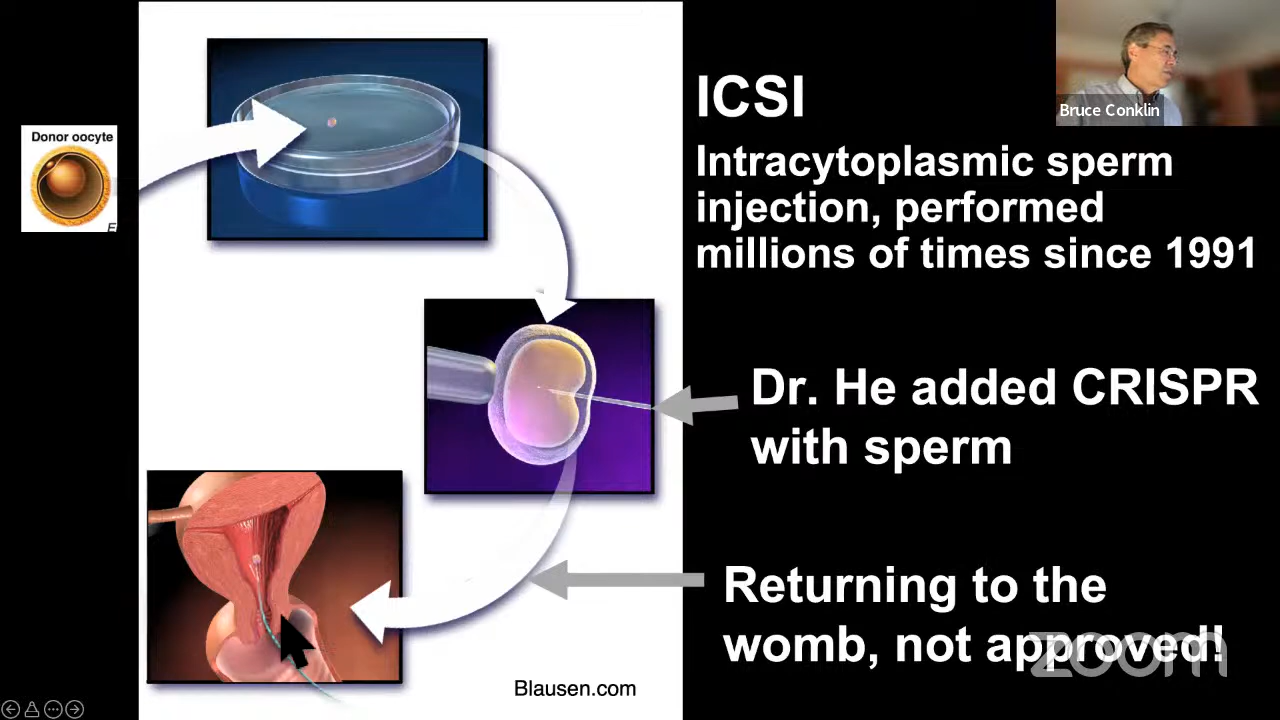 Donor oocyte
ICSI
Bruce Conklin
Intracytoplasmic sperm
injection, performed
millions of times since 1991
Dr. He added CRISPR
with sperm
Returning to the
womb, not approved!
zoom
Blausen.com